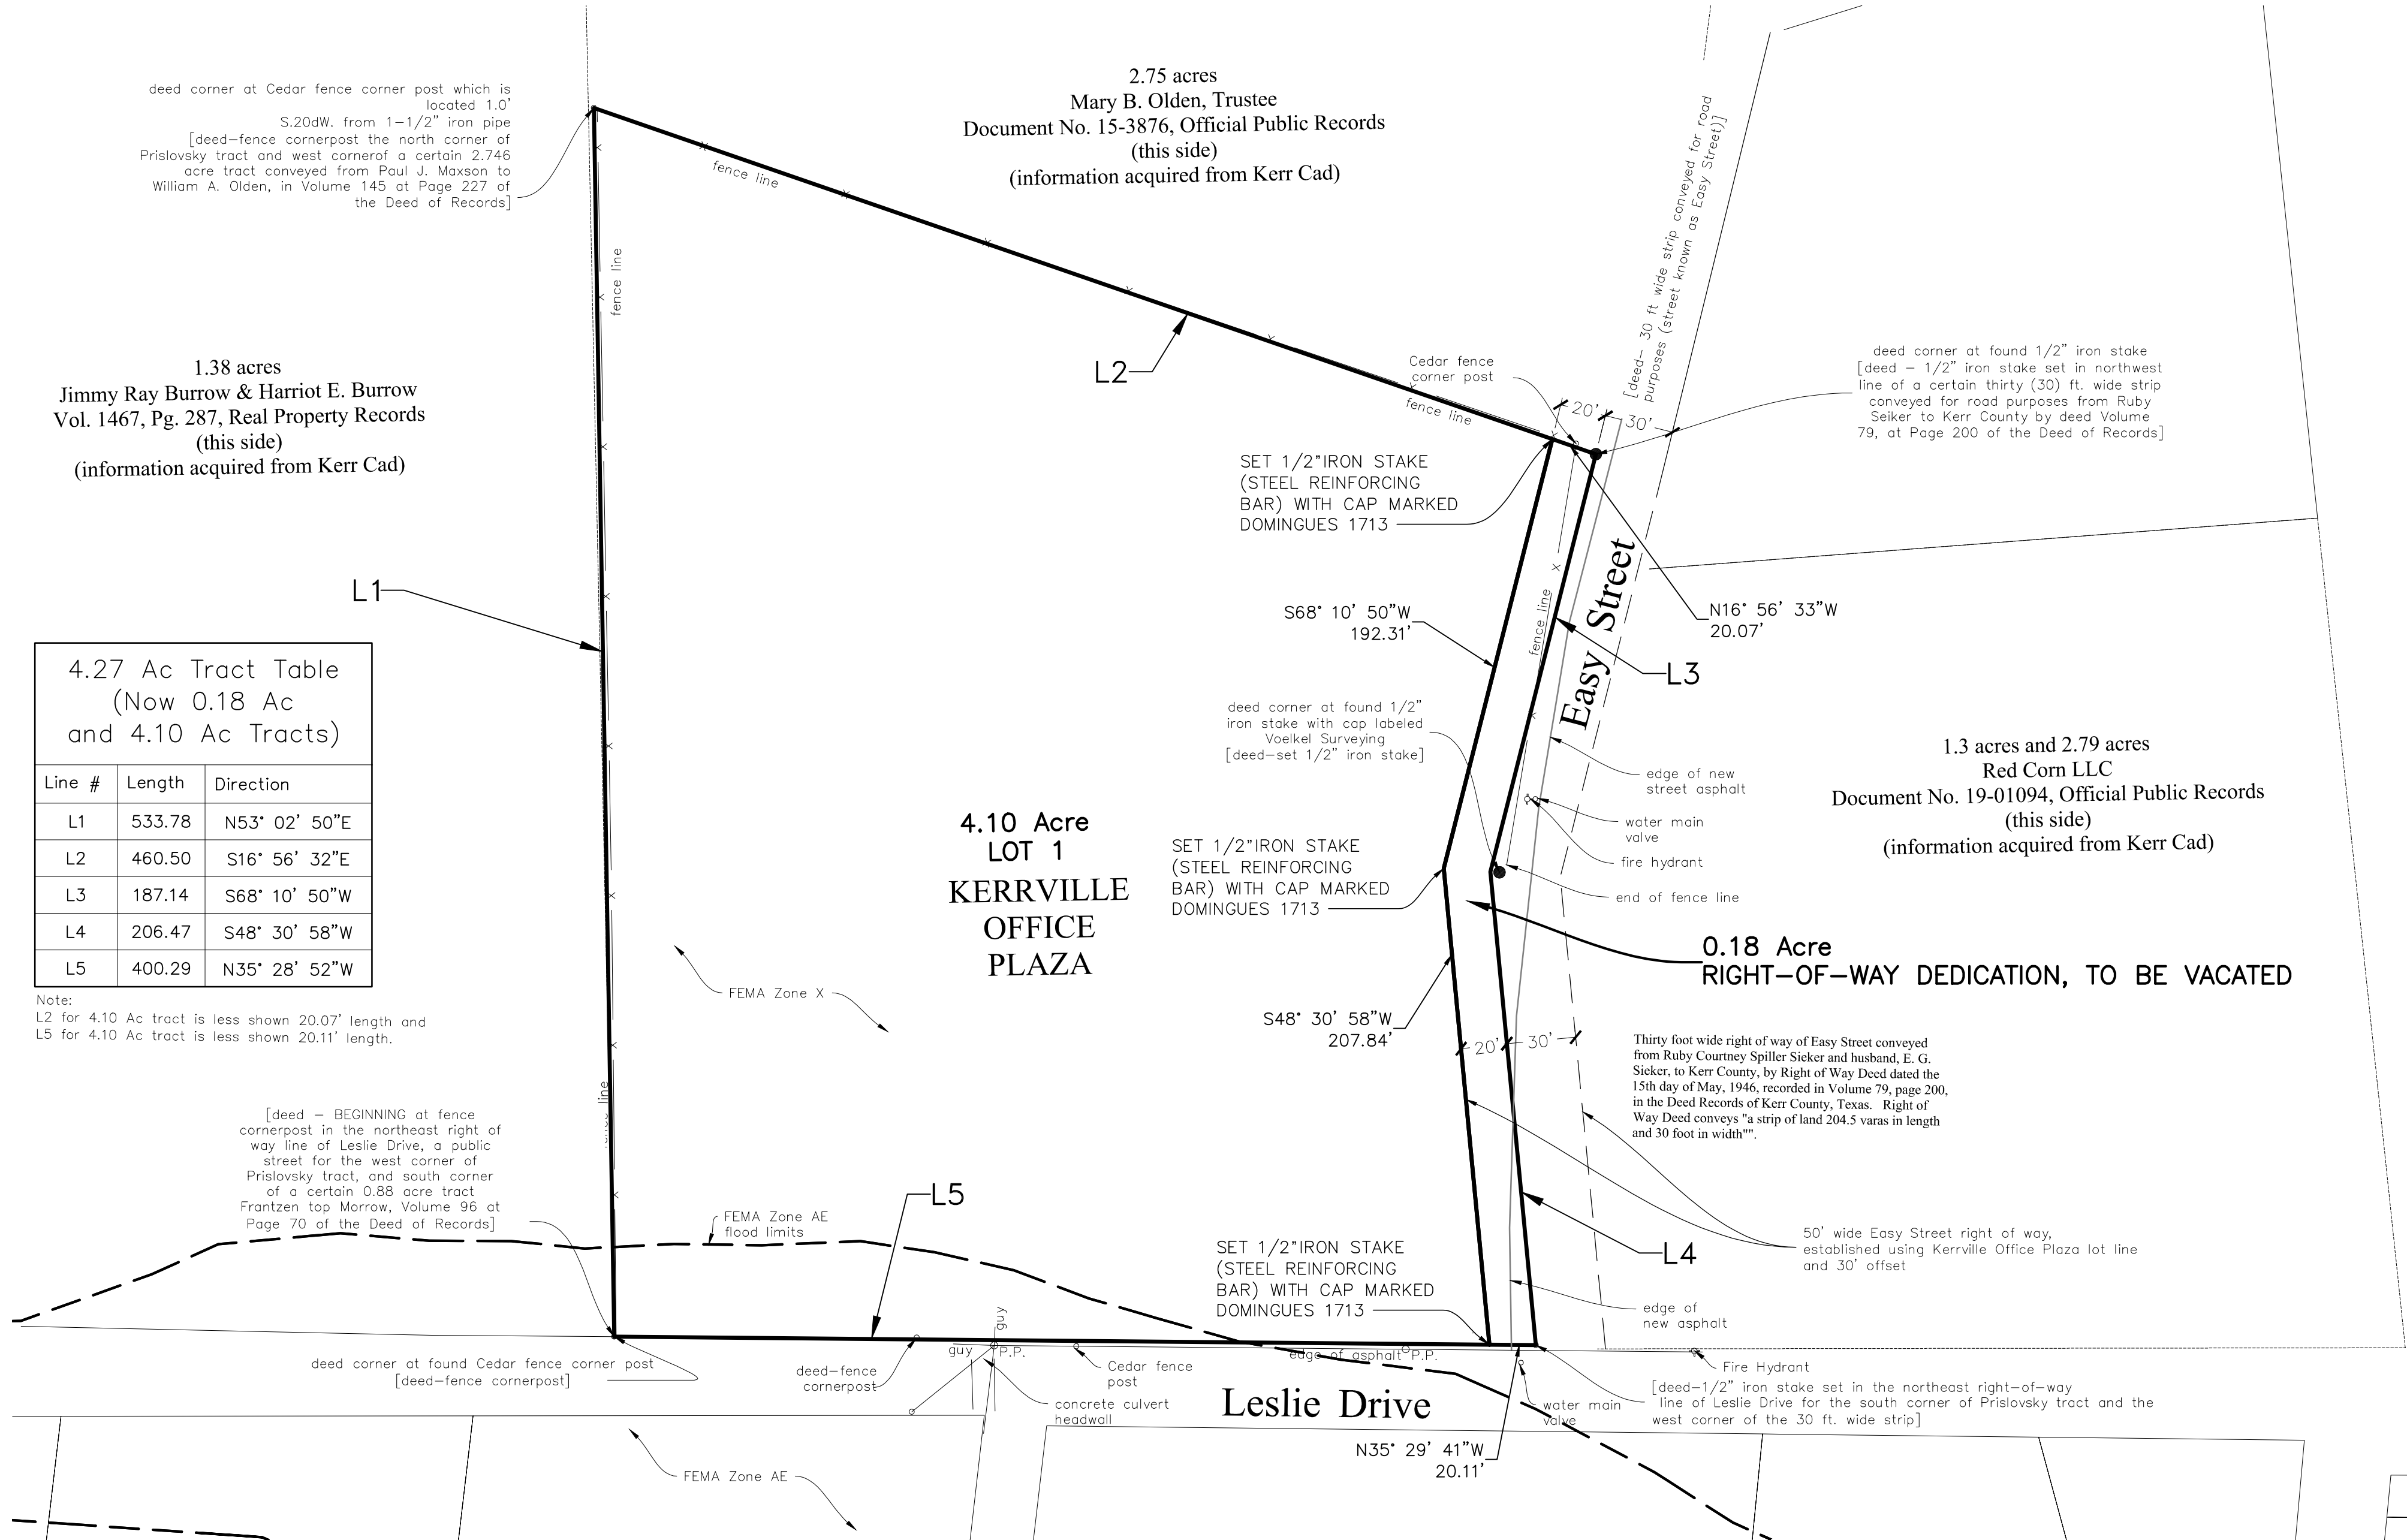 deed corner at Cedar fence corner post which is
located 1.0'
S.20dW. from 1-1/2" iron pipe
[deed-fence cornerpost the north corner of
Prislovsky tract and west cornerof a certain 2.746
acre tract conveyed from Paul J. Maxson to
William A. Olden, in Volume 145 at Page 227 of
the Deed of Records]
2.75 acres
Mary B. Olden, Trustee
Document No. 15-3876, Official Public Records
(this side)
(information acquired from Kerr Cad)
[deed- 30 ft wide strip conveyed for road
purposes (street known as Easy Street)]
fence line
fence line
1.38 acres
Jimmy Ray Burrow & Harriot E. Burrow
Vol. 1467, Pg. 287, Real Property Records
(this side)
(information acquired from Kerr Cad)
L2
Cedar fence
corner post
fence line
20'
30'
deed corner at found 1/2" iron stake
[deed - 1/2" iron stake set in northwest
line of a certain thirty (30) ft. wide strip
conveyed for road purposes from Ruby
Seiker to Kerr County by deed Volume
79, at Page 200 of the Deed of Records]
SET 1/2"IRON STAKE
(STEEL REINFORCING
BAR) WITH CAP MARKED
DOMINGUES 1713
L1
S68° 10' 50"W
192.31'
fence line
Easy Street
N16° 56' 33"W
20.07'
L3
4.27 Ac Tract Table
(Now 0.18 Ac
and 4.10 Ac Tracts)
Line # Length Direction
L1 533.78 N53° 02' 50"E
L2 460.50 S16° 56' 32"E
L3 187.14 S68° 10' 50"W
L4 206.47 S48° 30' 58"W
L5 400.29 N35° 28' 52"W
Note:
L2 for 4.10 Ac tract is less shown 20.07' length and
L5 for 4.10 Ac tract is less shown 20.11' length.
deed corner at found 1/2"
iron stake with cap labeled
Voelkel Surveying
[deed-set 1/2" iron stake]
edge of new
street asphalt
water main
valve
fire hydrant
end of fence line
1.3 acres and 2.79 acres
Red Corn LLC
Document No. 19-01094, Official Public Records
(this side)
(information acquired from Kerr Cad)
4.10 Acre
LOT 1
KERRVILLE
OFFICE
PLAZA
SET 1/2"IRON STAKE
(STEEL REINFORCING
BAR) WITH CAP MARKED
DOMINGUES 1713
0.18 Acre
RIGHT-OF-WAY DEDICATION, TO BE VACATED
FEMA Zone X
S48° 30' 58"W
207.84'
20'
30'
Thirty foot wide right of way of Easy Street conveyed
from Ruby Courtney Spiller Sieker and husband, E. G.
Sieker, to Kerr County, by Right of Way Deed dated the
15th day of May, 1946, recorded in Volume 79, page 200,
in the Deed Records of Kerr County, Texas. Right of
Way Deed conveys "a strip of land 204.5 varas in length
and 30 foot in width"".
[deed - BEGINNING at fence
cornerpost in the northeast right of
way line of Leslie Drive, a public
street for the west corner of
Prislovsky tract, and south corner
of a certain 0.88 acre tract
Frantzen top Morrow, Volume 96 at
Page 70 of the Deed of Records]
fence line
L5
FEMA Zone AE
flood limits
SET 1/2"IRON STAKE
(STEEL REINFORCING
BAR) WITH CAP MARKED
DOMINGUES 1713
L4
50' wide Easy Street right of way,
established using Kerrville Office Plaza lot line
and 30' offset
edge of
new asphalt
guy
guy
P.P.
edge of asphalt
P.P.
deed corner at found Cedar fence corner post
[deed-fence cornerpost]
deed-fence
cornerpost
Cedar fence
post
concrete culvert
headwall
Leslie Drive
water main
valve
Fire Hydrant
[deed-1/2" iron stake set in the northeast right-of-way
line of Leslie Drive for the south corner of Prislovsky tract and the
west corner of the 30 ft. wide strip]
N35° 29' 41"W
20.11'
FEMA Zone AE